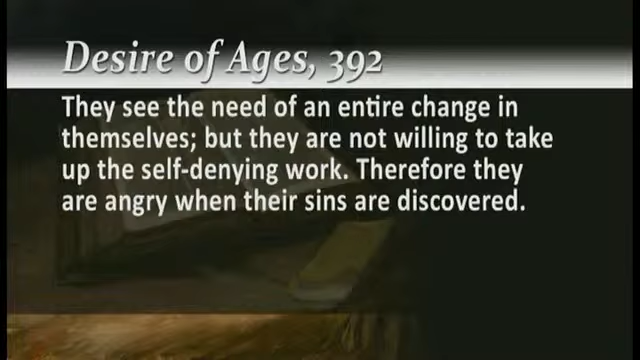 Desire of Ages, 392
They see the need of an entire change in
themselves; but they are not willing to take
up the self-denying work. Therefore they
are angry when their sins are discovered.